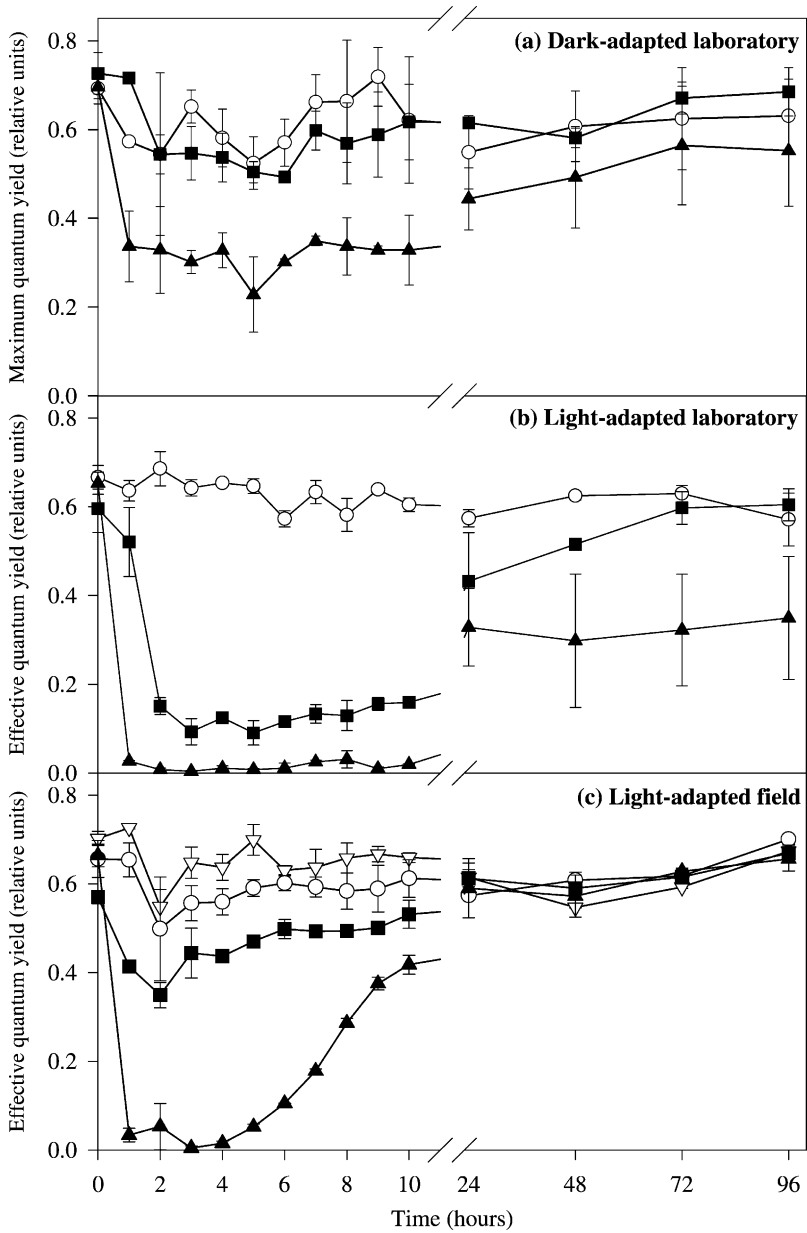 (a) Dark-adapted laboratory
Maximum quantum yield (relative units)
0.8
0.6
0.4
0.2
0.0
(b) Light-adapted laboratory
Effective quantum yield (relative units)
0.8
0.6
0.4
0.2
0.0
(c) Light-adapted field
Effective quantum yield (relative units)
0.8
0.6
0.4
0.2
0.0
0 2 4 6 8 10 24 48 72 96
Time (hours)